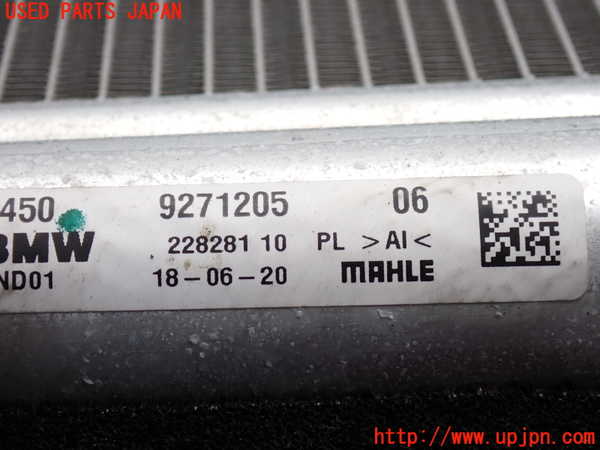 USED PARTS JAPAN
450 9271205 06
BMW 228281 10 PL >Al<
ND01 18-06-20 MAHLE
http://www.upjpn.com/